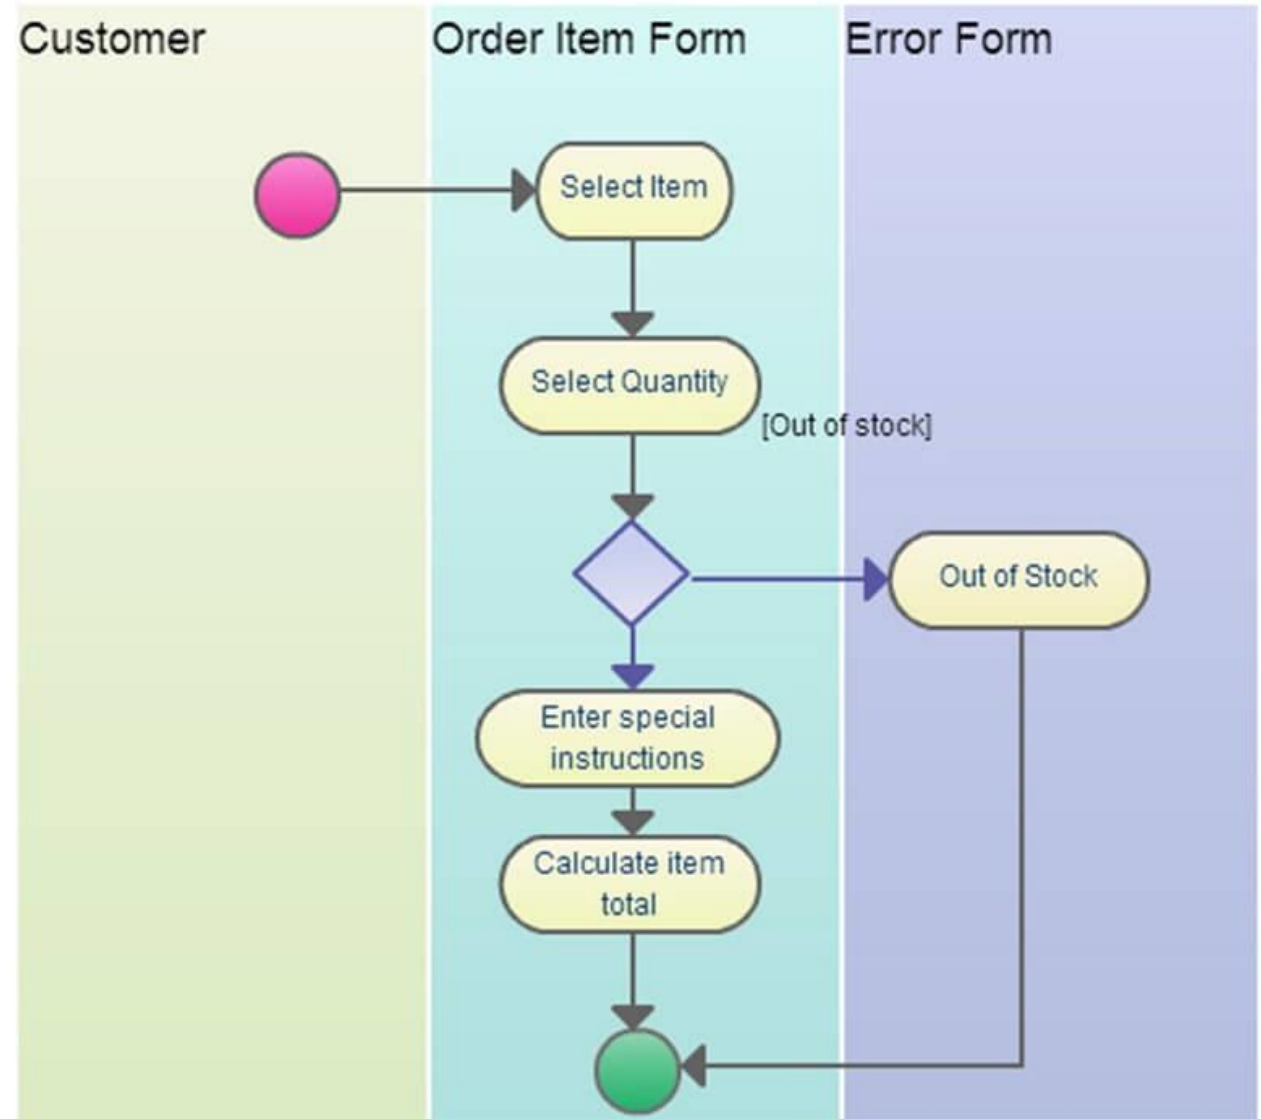 Customer
Order Item Form
Error Form
Select Item
Select Quantity
[Out of stock]
Out of Stock
Enter special
instructions
Calculate item
total